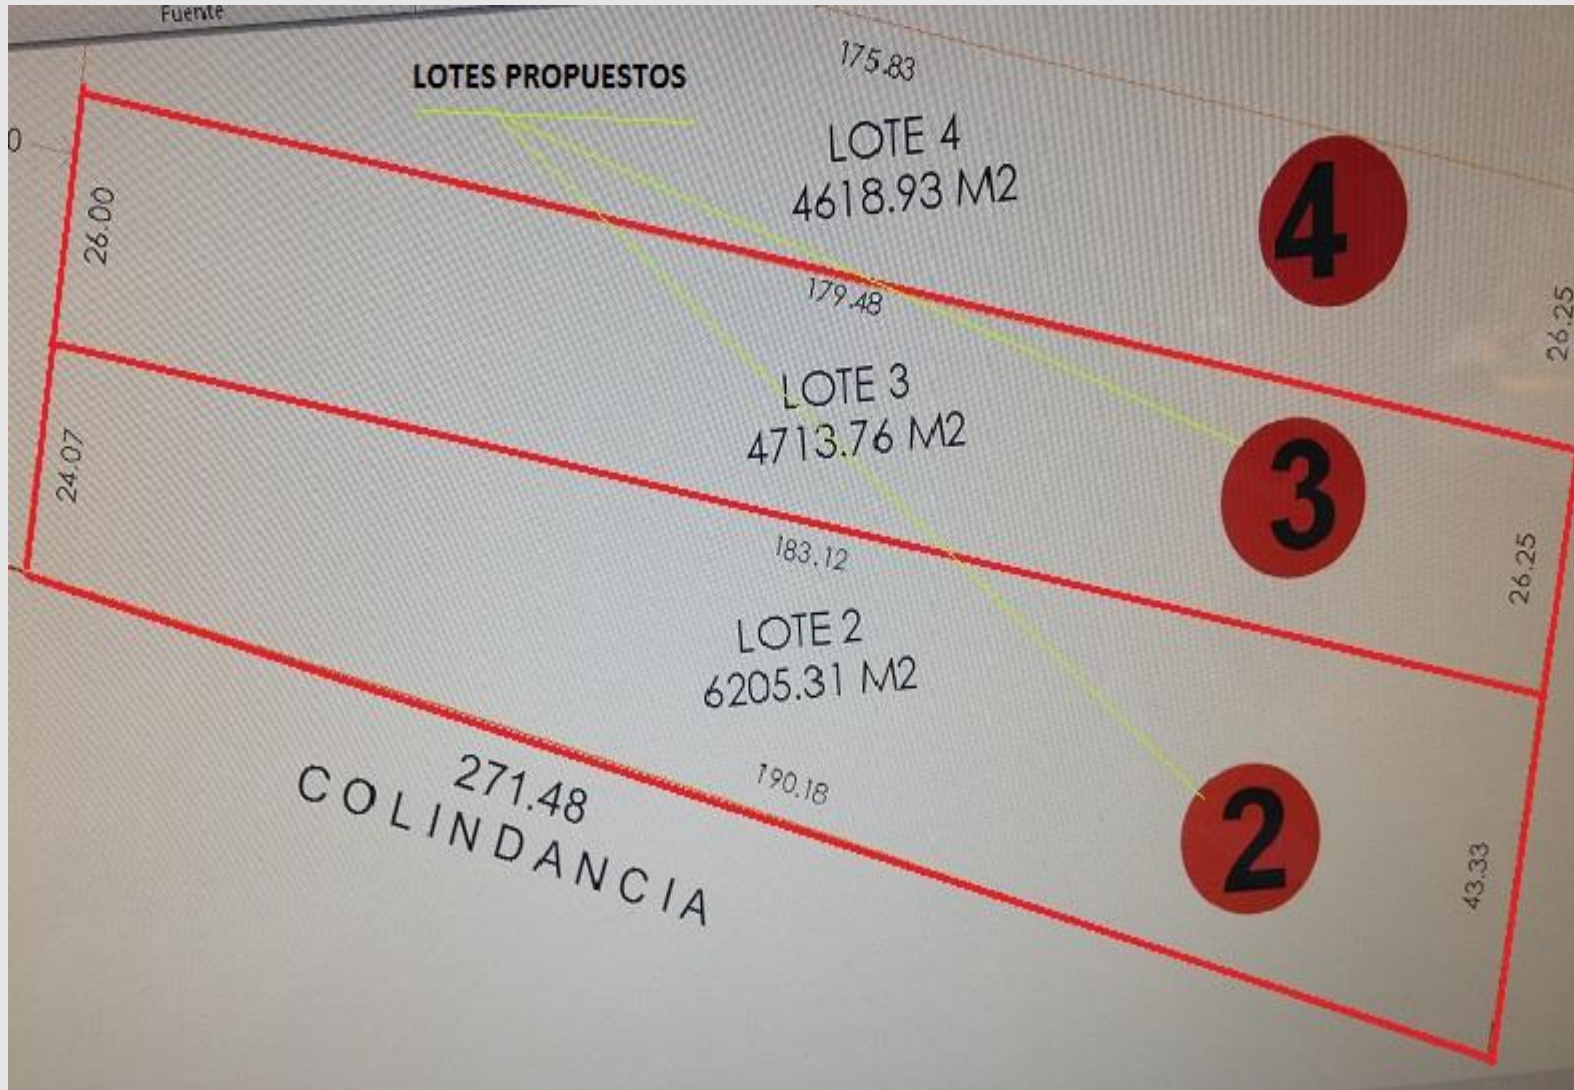 Fuente
LOTES PROPUESTOS
175.83
LOTE 4
4618.93 M2
4
0
26.00
179.48
26.25
LOTE 3
4713.76 M2
3
24.07
183.12
26.25
LOTE 2
6205.31 M2
2
190.18
43.33
271.48
COLINDANCIA